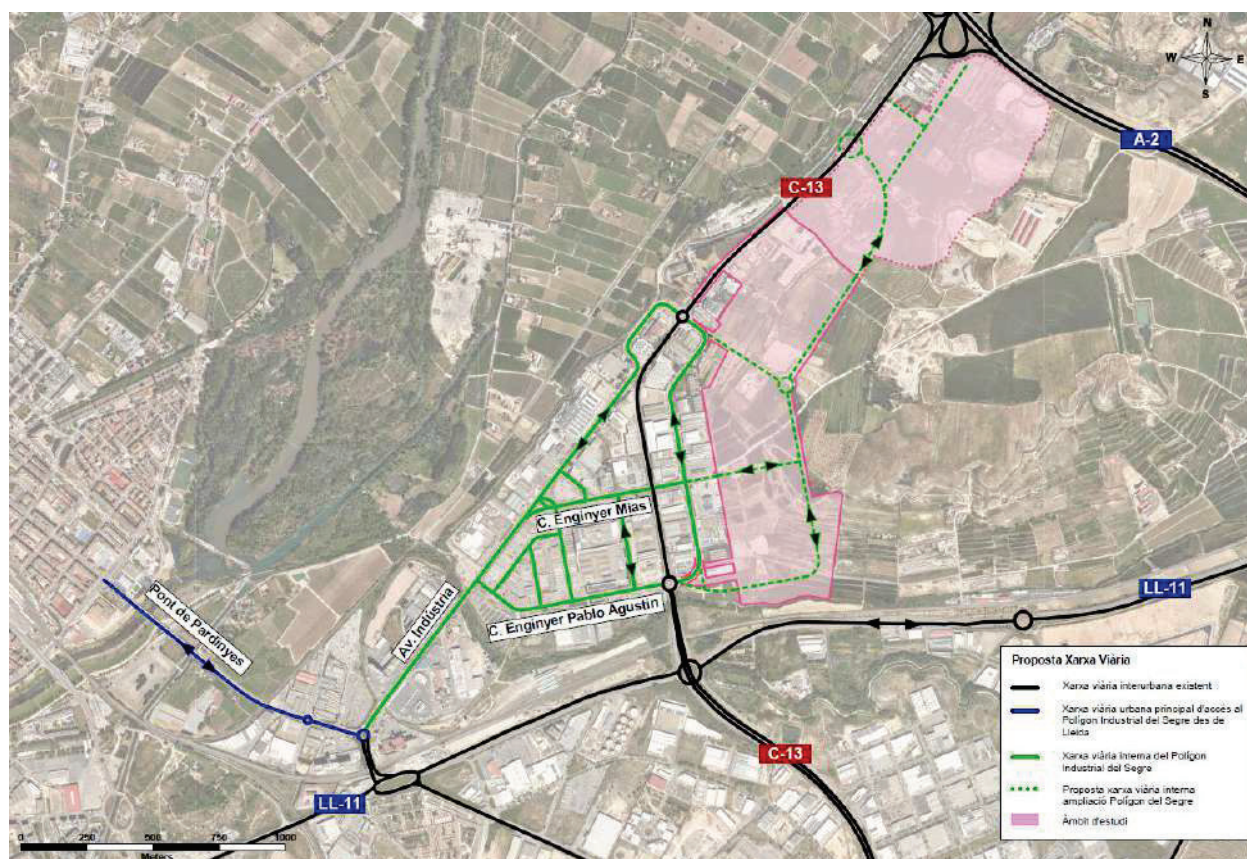 N
W
E
S
A-2
C-13
C. Enginyer Mias
C. Enginyer Pablo Agustin
Av. Indústria
Pont de Pardinyes
LL-11
LL-11
C-13
Proposta Xarxa Viària
Xarxa viària interurbana existent
Xarxa viària urbana principal d'accés al
Polígon Industrial del Segre des de
Lleida
Xarxa viària interna del Polígon
Industrial del Segre
Proposta xarxa viària interna
ampliació Polígon del Segre
Àmbit d'estudi
0 250 500 750 1000
Meters